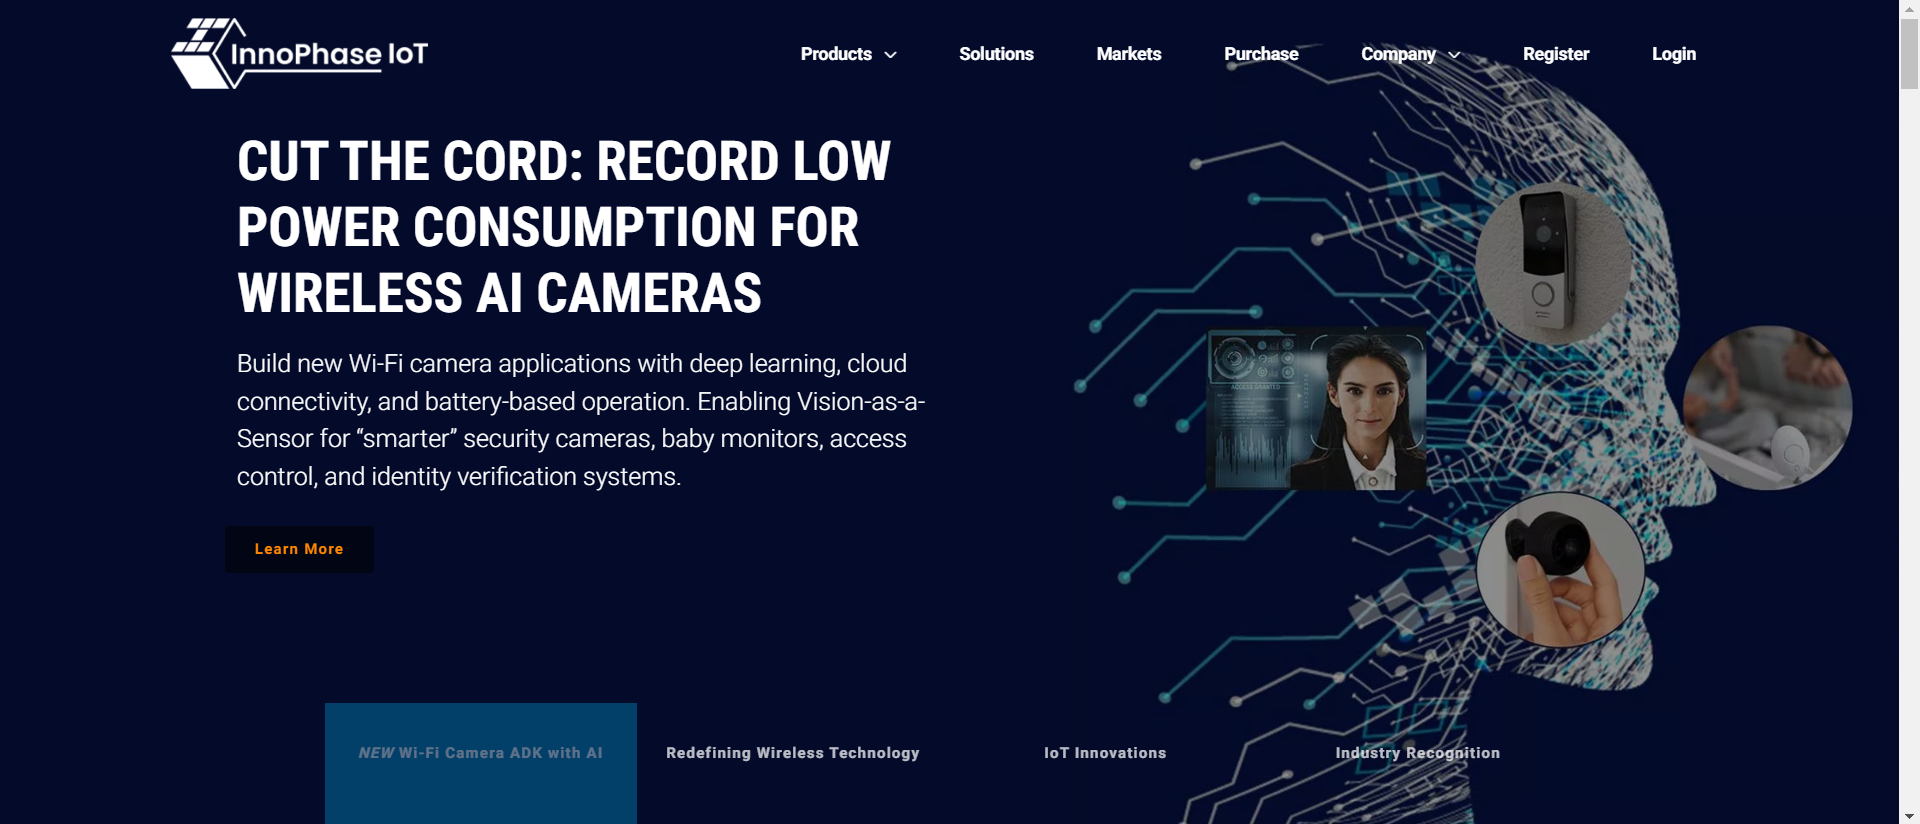 InnoPhase IoT
Products
Solutions
Markets
Purchase
Company
Register
Login
CUT THE CORD: RECORD LOW
POWER CONSUMPTION FOR
WIRELESS AI CAMERAS
Build new Wi-Fi camera applications with deep learning, cloud
connectivity, and battery-based operation. Enabling Vision-as-a-
Sensor for “smarter” security cameras, baby monitors, access
control, and identity verification systems.
ACCESS GRANTED
Learn More
NEW Wi-Fi Camera ADK with AI
Redefining Wireless Technology
IoT Innovations
Industry Recognition